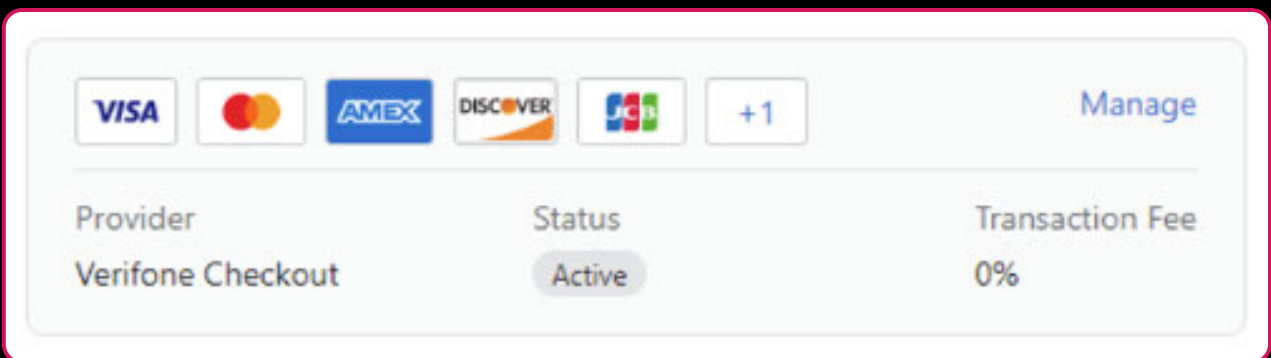 VISA AMEX DISCOVER JCB +1 Manage
Provider Status Transaction Fee
Verifone Checkout Active 0%